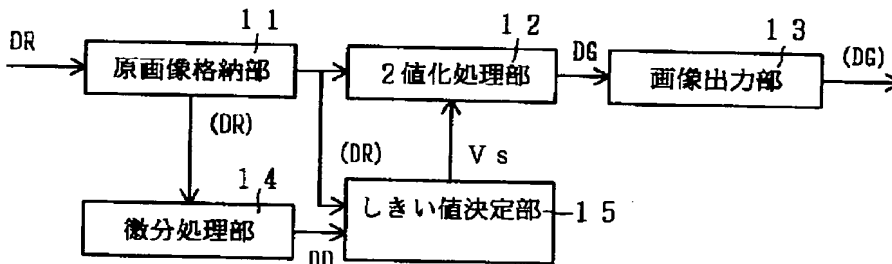 DR
11
原画像格納部
12
2値化処理部
DG
13
画像出力部
(DG)
(DR)
(DR)
Vs
14
微分処理部
DD
しきい値決定部
15